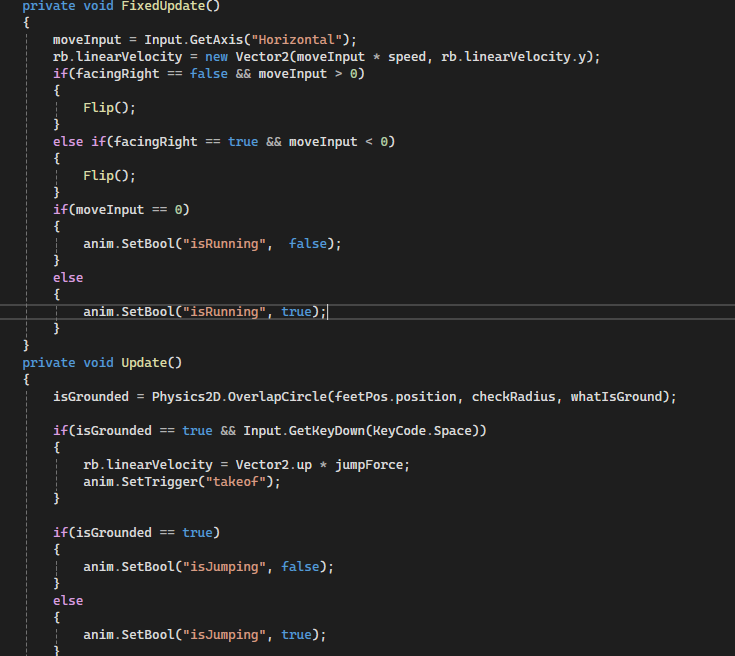 private void FixedUpdate()
{
moveInput = Input.GetAxis("Horizontal");
rb.linearVelocity = new Vector2(moveInput * speed, rb.linearVelocity.y);
if(facingRight == false && moveInput > 0)
{
Flip();
}
else if(facingRight == true && moveInput < 0)
{
Flip();
}
if(moveInput == 0)
{
anim.SetBool("isRunning",  false);
}
else
{
anim.SetBool("isRunning", true);
}
}
private void Update()
{
isGrounded = Physics2D.OverlapCircle(feetPos.position, checkRadius, whatIsGround);
if(isGrounded == true && Input.GetKeyDown(KeyCode.Space))
{
rb.linearVelocity = Vector2.up * jumpForce;
anim.SetTrigger("takeof");
}
if(isGrounded == true)
{
anim.SetBool("isJumping", false);
}
else
{
anim.SetBool("isJumping", true);
}